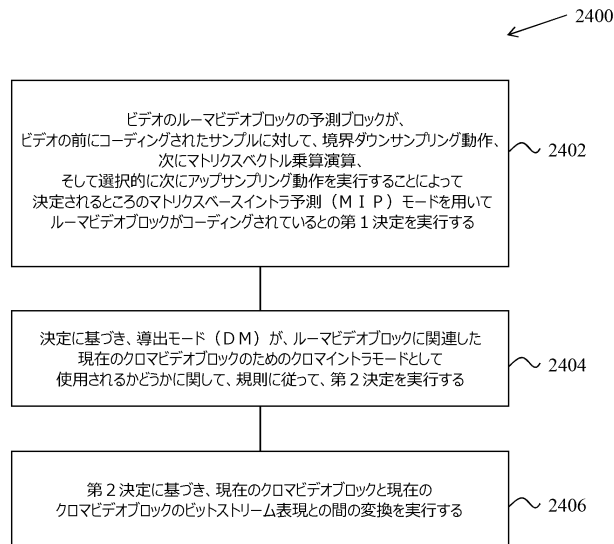 2400
ビデオのルーマビデオブロックの予測ブロックが、
ビデオの前にコーディングされたサンプルに対して、境界ダウンサンプリング動作、
次にマトリクスベクトル乗算演算、
そして選択的に次にアップサンプリング動作を実行することによって
決定されるところのマトリクスベースイントラ予測（ＭＩＰ）モードを用いて
ルーマビデオブロックがコーディングされているとの第１決定を実行する
2402
決定に基づき、導出モード（ＤＭ）が、ルーマビデオブロックに関連した
現在のクロマビデオブロックのためのクロマイントラモードとして
使用されるかどうかに関して、規則に従って、第２決定を実行する
2404
第２決定に基づき、現在のクロマビデオブロックと現在の
クロマビデオブロックのビットストリーム表現との間の変換を実行する
2406